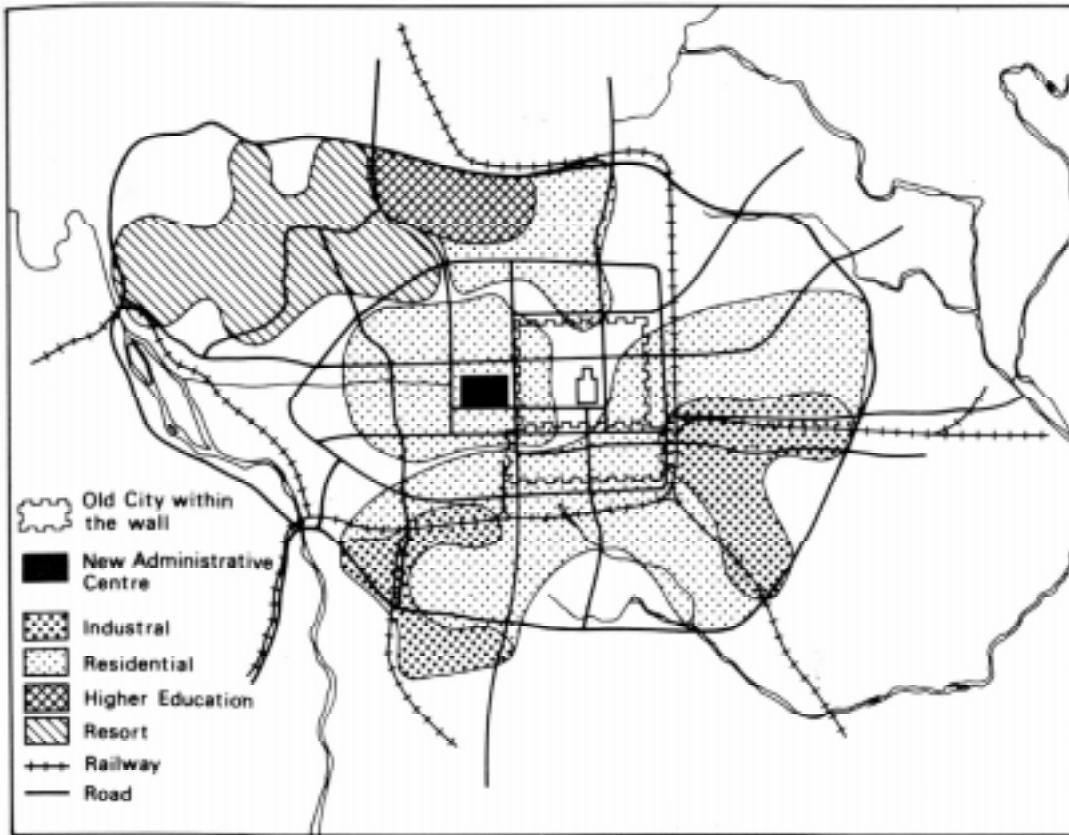 Old City within
the wall
New Administrative
Centre
Industral
Residential
Higher Education
Resort
Railway
Road